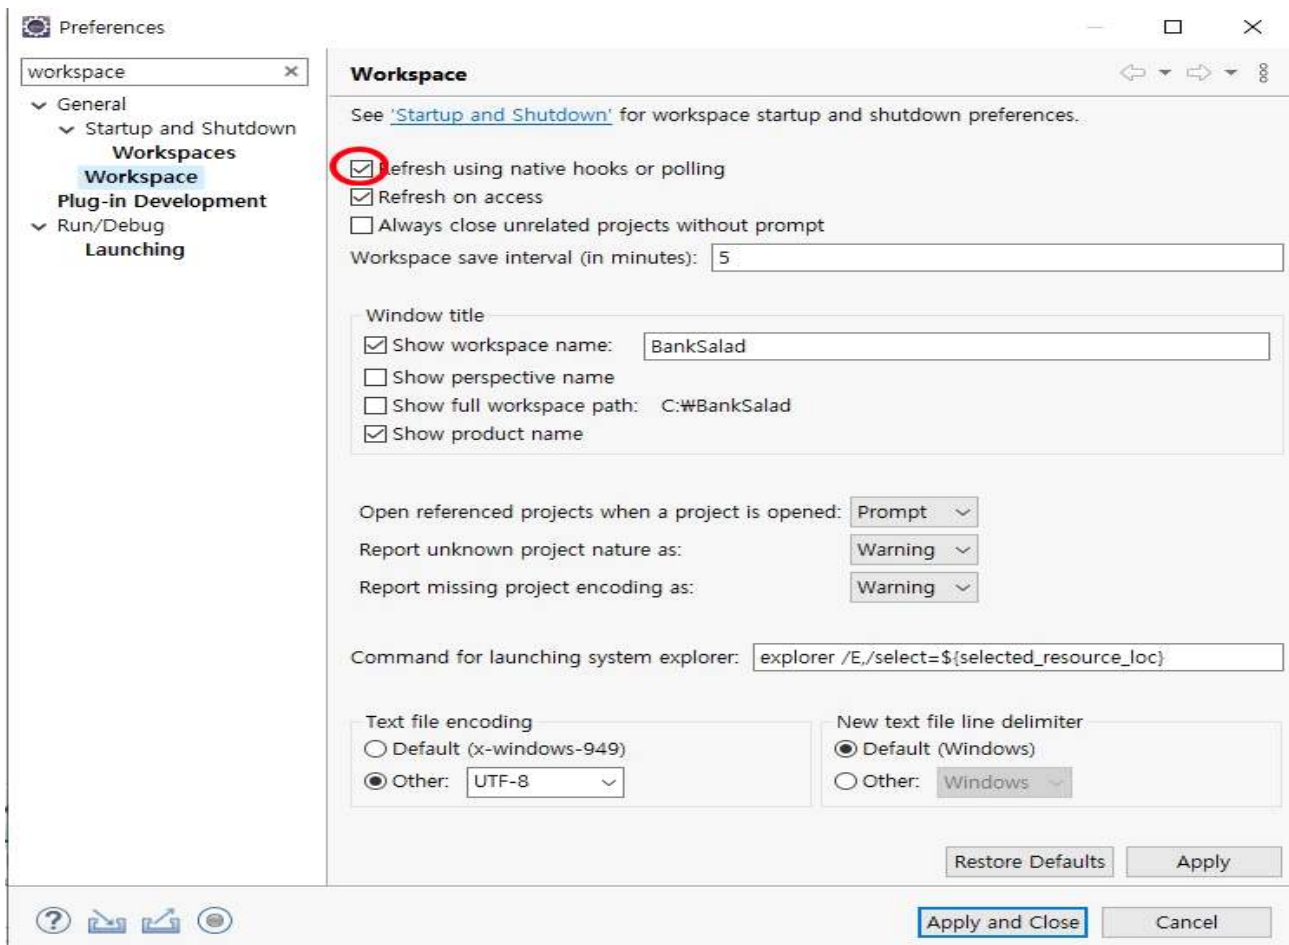 Preferences
workspace
General
Startup and Shutdown
Workspaces
Workspace
Plug-in Development
Run/Debug
Launching
Workspace
See 'Startup and Shutdown' for workspace startup and shutdown preferences.
Refresh using native hooks or polling
Refresh on access
Always close unrelated projects without prompt
Workspace save interval (in minutes): 5
Window title
Show workspace name: BankSalad
Show perspective name
Show full workspace path: C:₩BankSalad
Show product name
Open referenced projects when a project is opened: Prompt
Report unknown project nature as: Warning
Report missing project encoding as: Warning
Command for launching system explorer: explorer /E,/select=${selected_resource_loc}
Text file encoding
Default (x-windows-949)
Other: UTF-8
New text file line delimiter
Default (Windows)
Other: Windows
Restore Defaults
Apply
Apply and Close
Cancel